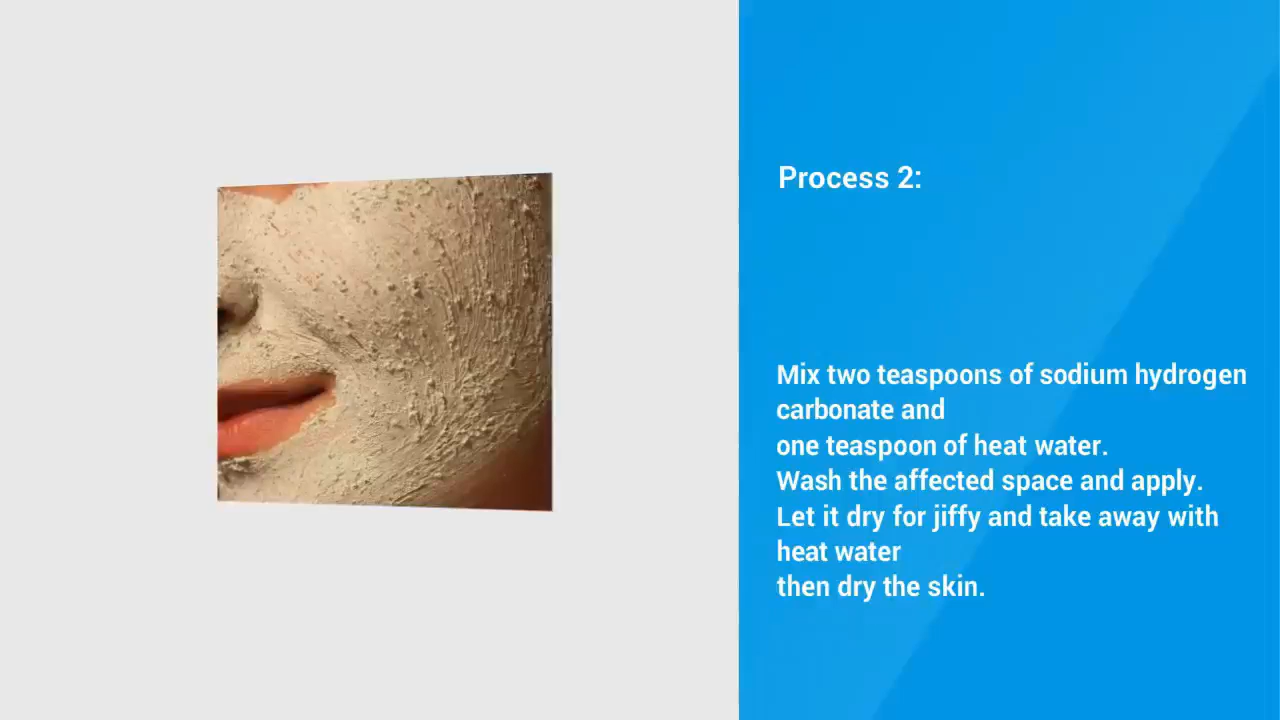 Process 2:
Mix two teaspoons of sodium hydrogen
carbonate and
one teaspoon of heat water.
Wash the affected space and apply.
Let it dry for jiffy and take away with
heat water
then dry the skin.